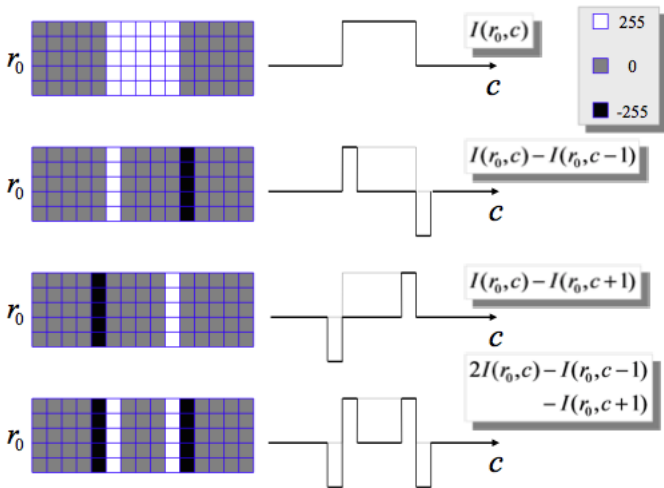 r₀
c
I(r₀,c)
255
0
-255
c
I(r₀,c)−I(r₀,c−1)
r₀
c
I(r₀,c)−I(r₀,c+1)
r₀
c
2I(r₀,c)−I(r₀,c−1)
−I(r₀,c+1)
r₀